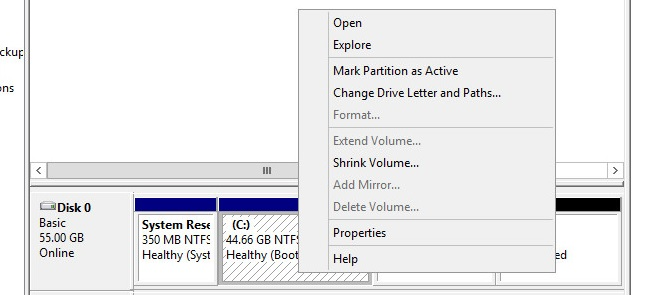 Open
Explore
ckup
Mark Partition as Active
ons
Change Drive Letter and Paths...
Format...
Extend Volume...
Shrink Volume...
Add Mirror...
Delete Volume...
Disk 0
Basic
55.00 GB
Online
System Rese
350 MB NTFS
Healthy (Syst
(C:)
44.66 GB NTF
Healthy (Boot
Properties
Help
ed